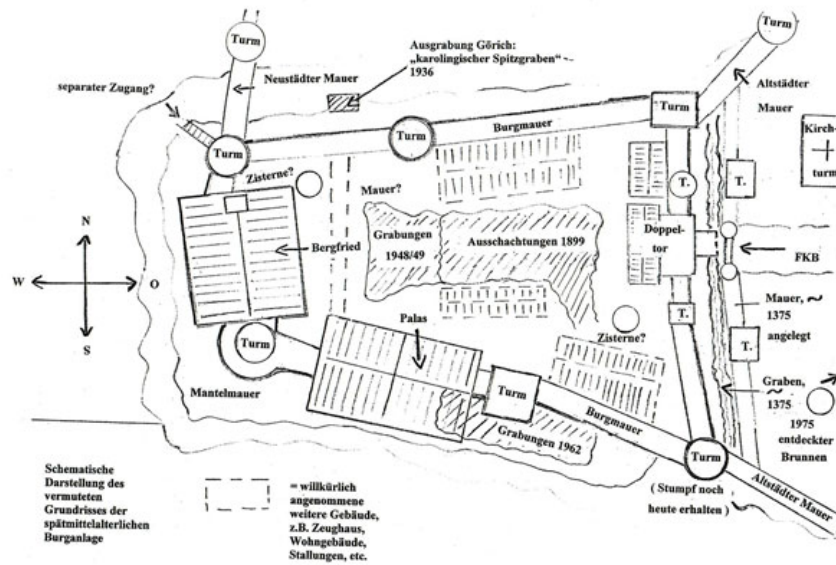 Turm
Turm
Ausgrabung Görich:
„karolingischer Spitzgraben"
1936
Neustädter Mauer
separater Zugang?
Altstädter
Mauer
Turm
Turm
Turm
Burgmauer
Kirch-
turm
Zisterne?
Mauer?
T.
T.
N
W
O
S
Bergfried
Grabungen
1948/49
Ausschachtungen 1899
Doppel-
tor
FKB
Palas
Zisterne?
T.
T.
Mauer, ~
1375
angelegt
Turm
Mantelmauer
Turm
Burgmauer
Graben, ~
1375
1975
entdeckter
Brunnen
Grabungen 1962
Turm
( Stumpf noch
heute erhalten )
Altstädter Mauer
Schematische
Darstellung des
vermuteten
Grundrisses der
spätmittelalterlichen
Burganlage
= willkürlich
angenommene
weitere Gebäude,
z.B. Zeughaus,
Wohngebäude,
Stallungen, etc.